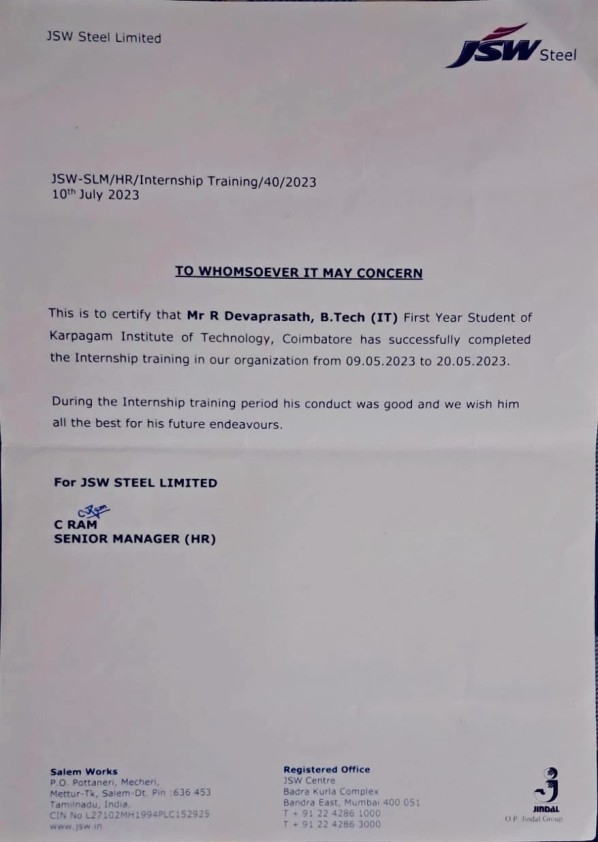 JSW Steel Limited
JSW Steel
JSW-SLM/HR/Internship Training/40/2023
10th July 2023
TO WHOMSOEVER IT MAY CONCERN
This is to certify that Mr R Devaprasath, B.Tech (IT) First Year Student of
Karpagam Institute of Technology, Coimbatore has successfully completed
the Internship training in our organization from 09.05.2023 to 20.05.2023.
During the Internship training period his conduct was good and we wish him
all the best for his future endeavours.
For JSW STEEL LIMITED
C RAM
SENIOR MANAGER (HR)
Salem Works
P.O. Pottaneri, Mecheri,
Mettur-Tk, Salem-Dt. Pin :636 453
Tamilnadu, India.
CIN No L27102MH1994PLC152925
www.jsw.in
Registered Office
JSW Centre
Badra Kurla Complex
Bandra East, Mumbai 400 051
T + 91 22 4286 1000
T + 91 22 4286 3000
JINDAL
O.P. Jindal Group